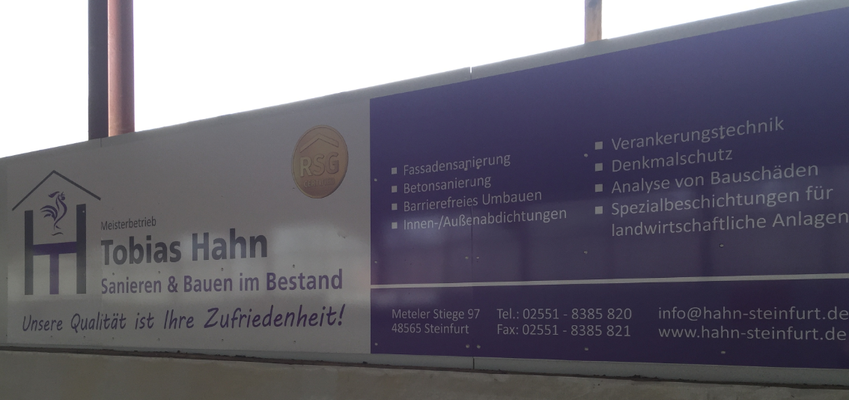 Meisterbetrieb
Tobias Hahn
Sanieren & Bauen im Bestand
Unsere Qualität ist Ihre Zufriedenheit!
RSG
Fassadensanierung
Betonsanierung
Barrierefreies Umbauen
Innen-/Außenabdichtungen
Verankerungstechnik
Denkmalschutz
Analyse von Bauschäden
Spezialbeschichtungen für
landwirtschaftliche Anlagen
Meteler Stiege 97
48565 Steinfurt
Tel.: 02551 - 8385 820
Fax: 02551 - 8385 821
info@hahn-steinfurt.de
www.hahn-steinfurt.de